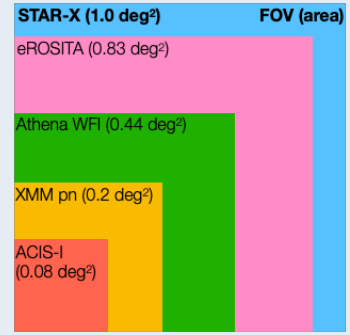 STAR-X (1.0 deg²) FOV (area)
eROSITA (0.83 deg²)
Athena WFI (0.44 deg²)
XMM pn (0.2 deg²)
ACIS-I
(0.08 deg²)